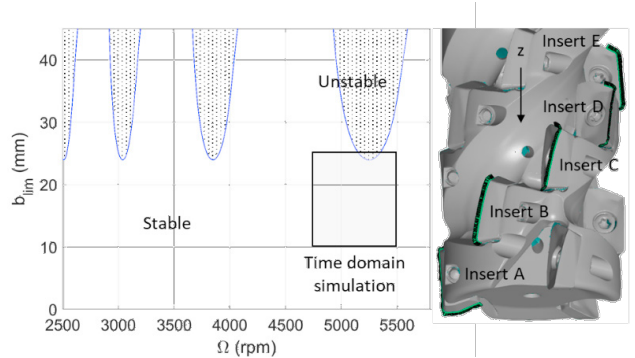 40
30
20
10
0
b_lim (mm)
2500 3000 3500 4000 4500 5000 5500
Ω (rpm)
Unstable
Stable
Time domain
simulation
Insert E
z
Insert D
Insert C
Insert B
Insert A